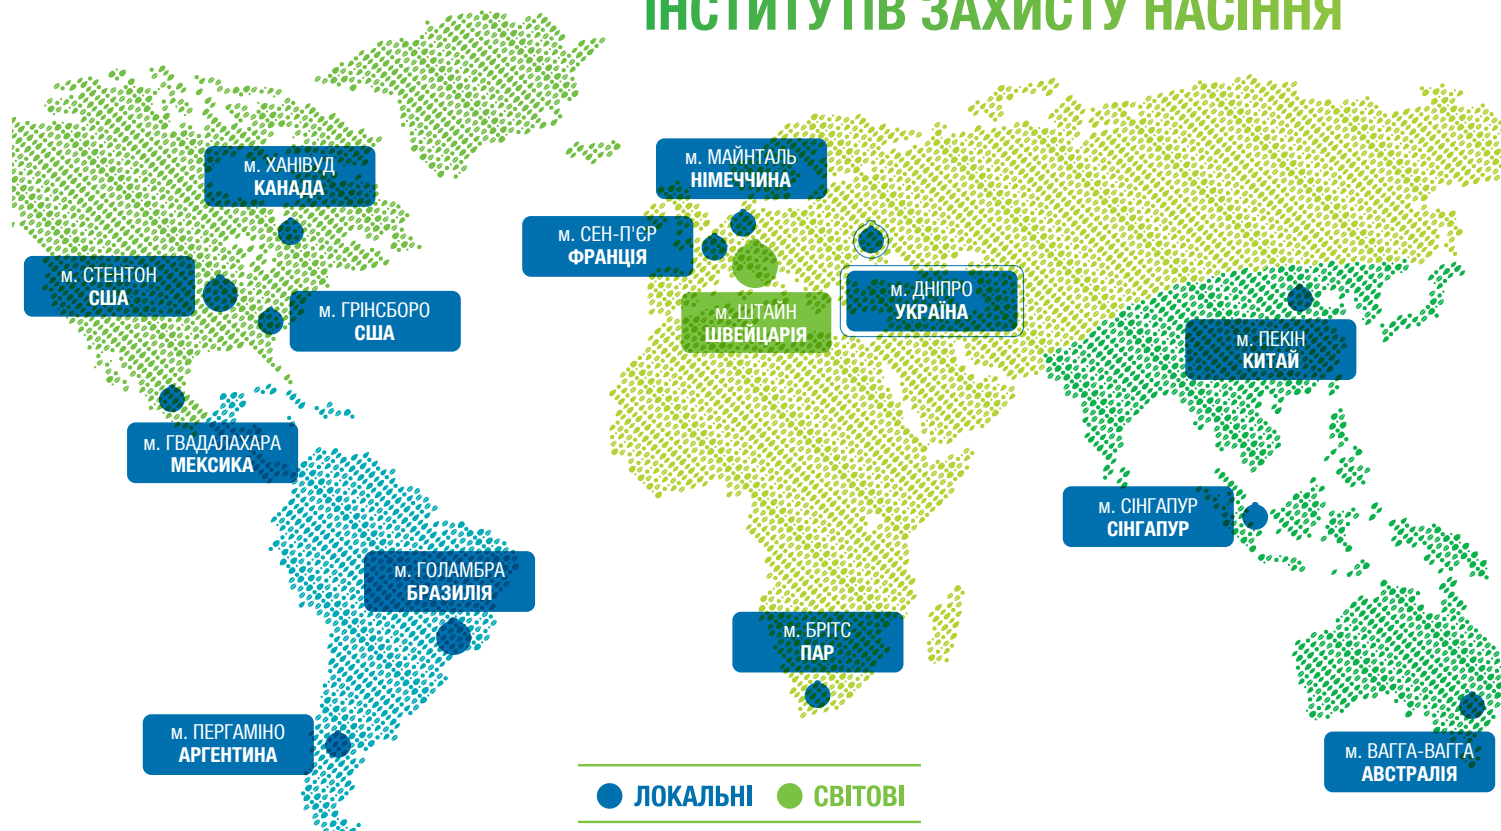 ІНСТИТУТІВ ЗАХИСТУ НАСІННЯ
м. ХАНІВУД
КАНАДА
м. МАЙНТАЛЬ
НІМЕЧЧИНА
м. СЕН-П'ЄР
ФРАНЦІЯ
м. СТЕНТОН
США
м. ГРІНСБОРО
США
м. ШТАЙН
ШВЕЙЦАРІЯ
м. ДНІПРО
УКРАЇНА
м. ПЕКІН
КИТАЙ
м. ГВАДАЛАХАРА
МЕКСИКА
м. СІНГАПУР
СІНГАПУР
м. ГОЛАМБРА
БРАЗИЛІЯ
м. БРІТС
ПАР
м. ПЕРГАМІНО
АРГЕНТИНА
м. ВАГГА-ВАГГА
АВСТРАЛІЯ
ЛОКАЛЬНІ
СВІТОВІ